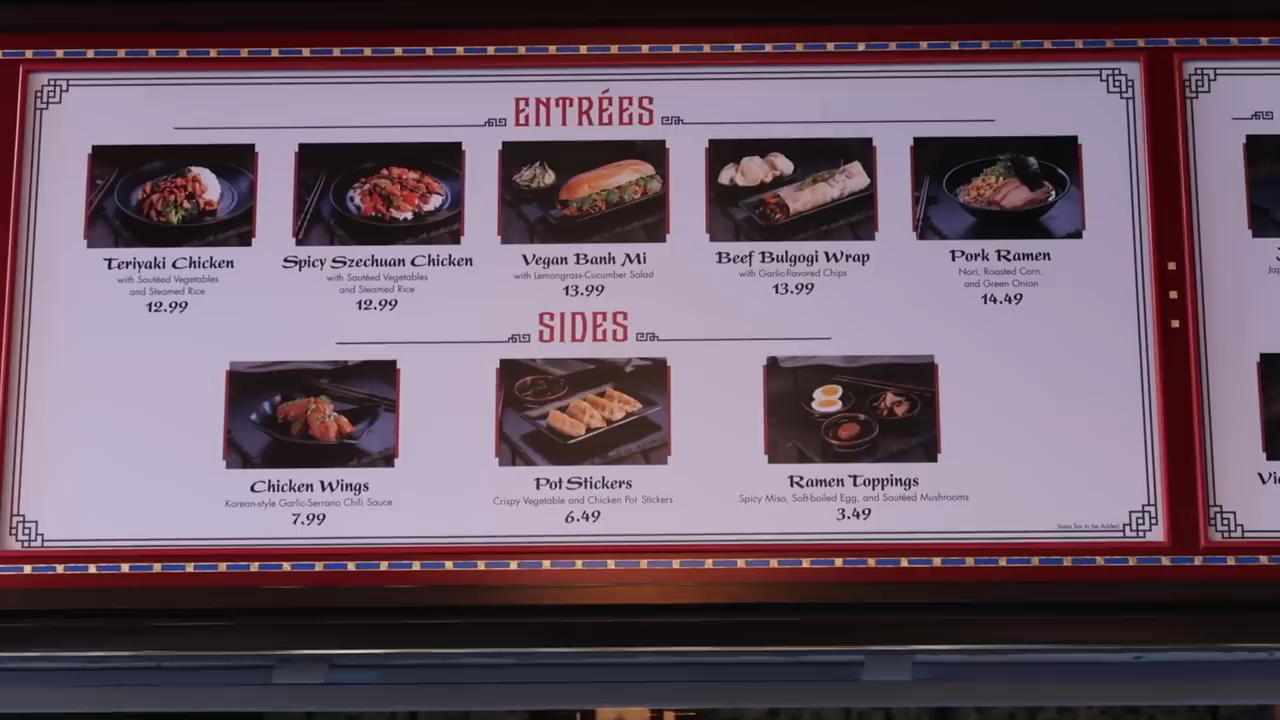 ENTRÉES
Teriyaki Chicken
with Sautéed Vegetables
and Steamed Rice
12.99
Spicy Szechuan Chicken
with Sautéed Vegetables
and Steamed Rice
12.99
Vegan Banh Mi
with Lemongrass-Cucumber Salad
13.99
Beef Bulgogi Wrap
with Garlic-flavored Chips
13.99
Pork Ramen
Nori, Roasted Corn,
and Green Onion
14.49
SIDES
Chicken Wings
Korean-style Garlic-Serrano Chili Sauce
7.99
Pot Stickers
Crispy Vegetable and Chicken Pot Stickers
6.49
Ramen Toppings
Spicy Miso, Soft-boiled Egg, and Sautéed Mushrooms
3.49
Sales Tax to be Added